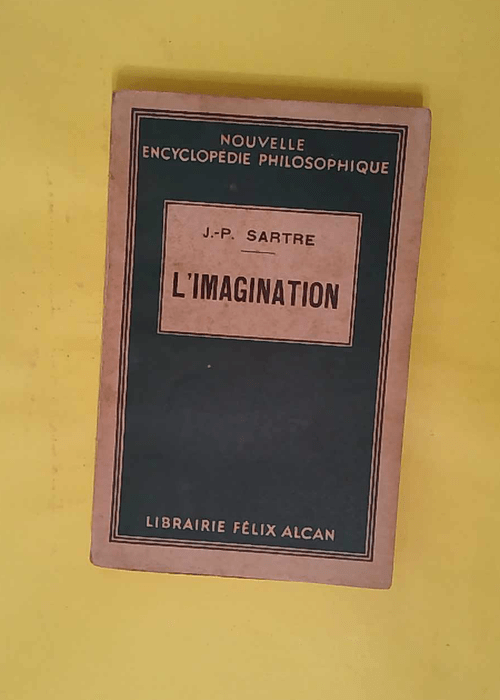 NOUVELLE
ENCYCLOPÉDIE PHILOSOPHIQUE
J.-P. SARTRE
L'IMAGINATION
LIBRAIRIE FÉLIX ALCAN